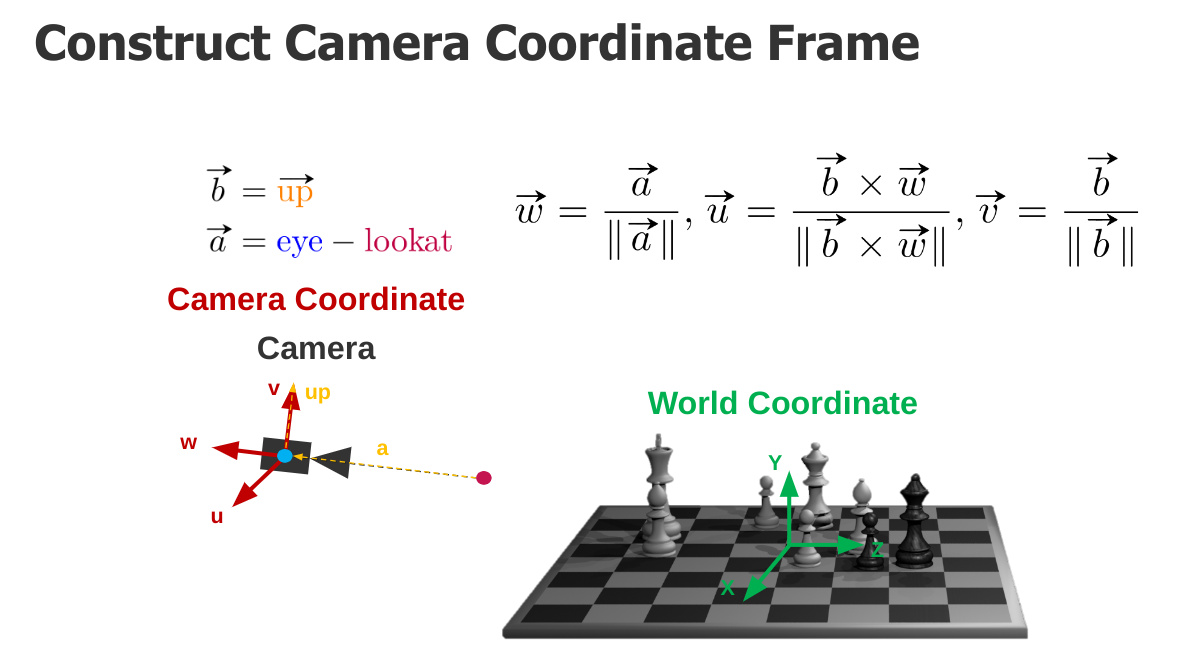 Construct Camera Coordinate Frame
$\vec{b} = \vec{\text{up}}$
$\vec{a} = \text{eye} - \text{lookat}$
$\vec{w} = \frac{\vec{a}}{\|\vec{a}\|}, \vec{u} = \frac{\vec{b} \times \vec{w}}{\|\vec{b} \times \vec{w}\|}, \vec{v} = \frac{\vec{b}}{\|\vec{b}\|}$
Camera Coordinate
Camera
v up
w
a
u
World Coordinate
Y
Z
X